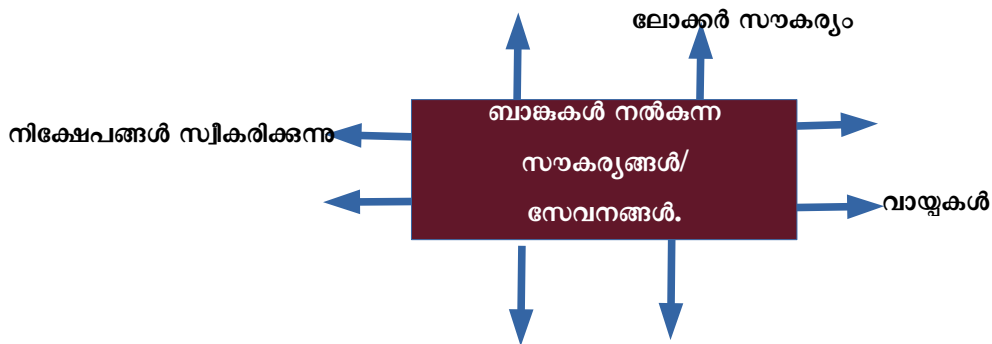 ലോക്കർ സൗകര്യം
ബാങ്കുകൾ നൽകുന്ന
നിക്ഷേപങ്ങൾ സ്വീകരിക്കുന്നു
സൗകര്യങ്ങൾ/
വായ്പകൾ
സേവനങ്ങൾ.